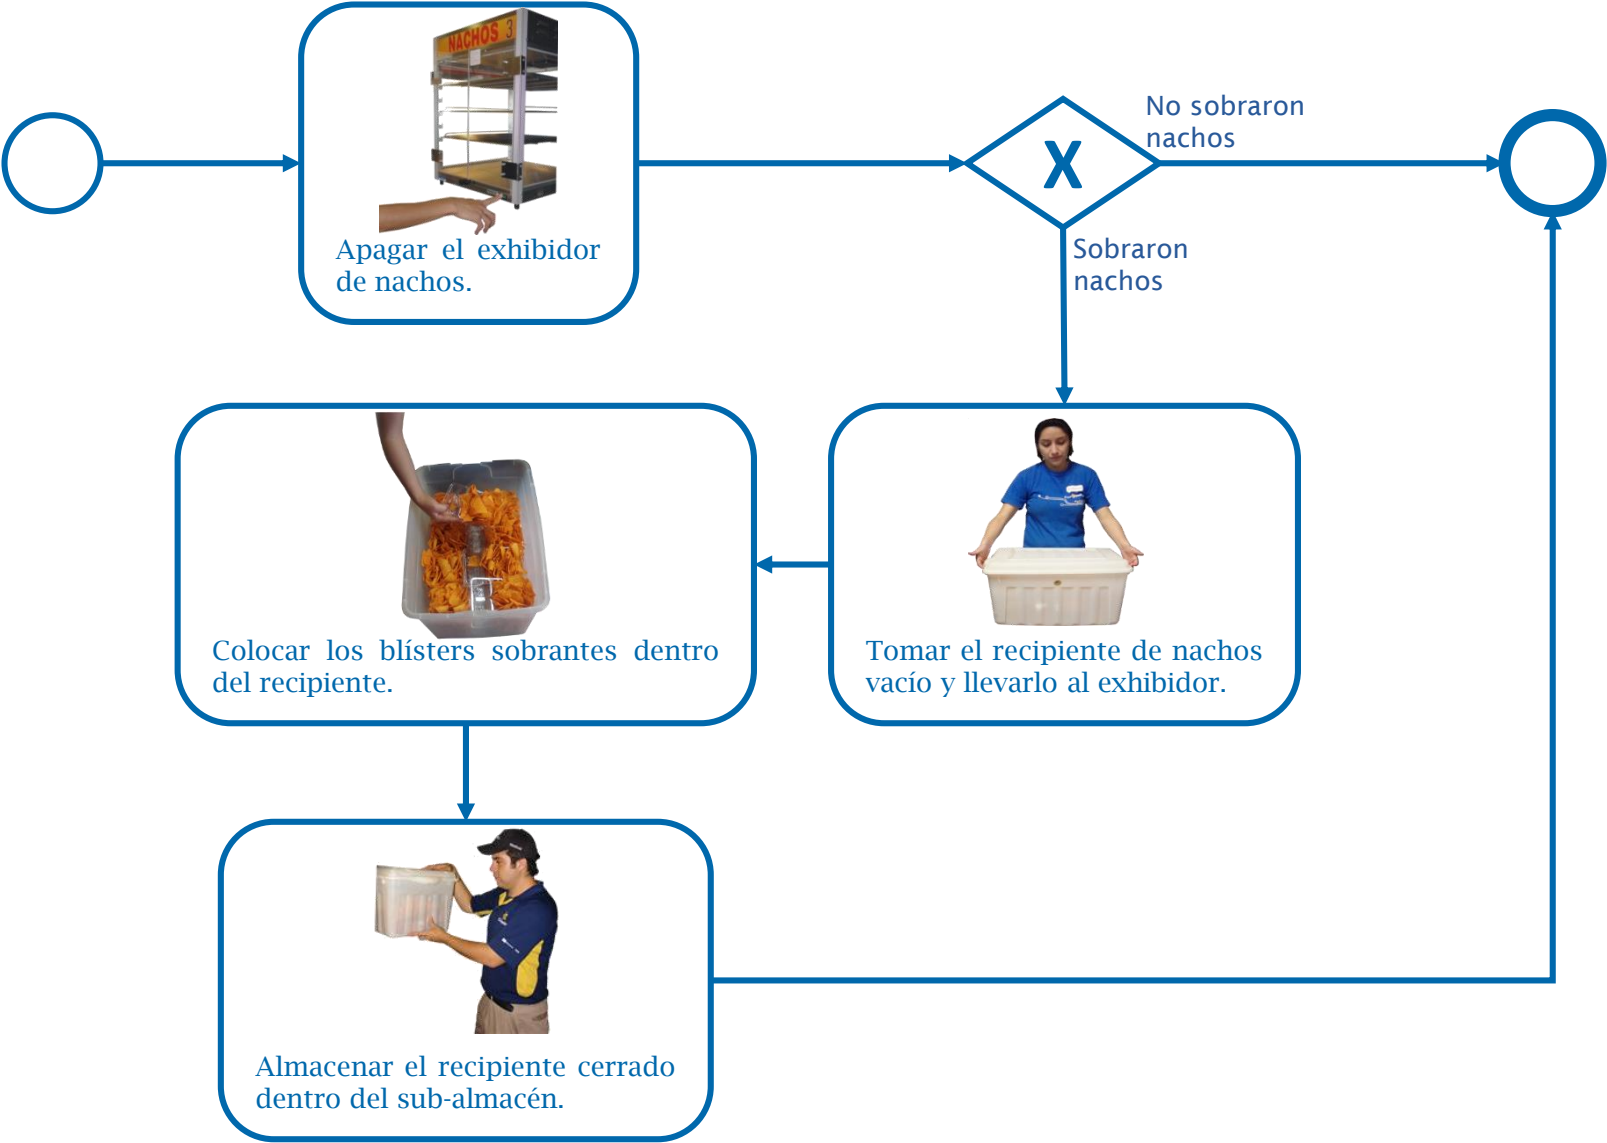 NACHOS 3
Apagar el exhibidor
de nachos.
X
No sobraron
nachos
Sobraron
nachos
Colocar los blísters sobrantes dentro
del recipiente.
Tomar el recipiente de nachos
vacío y llevarlo al exhibidor.
Almacenar el recipiente cerrado
dentro del sub-almacén.